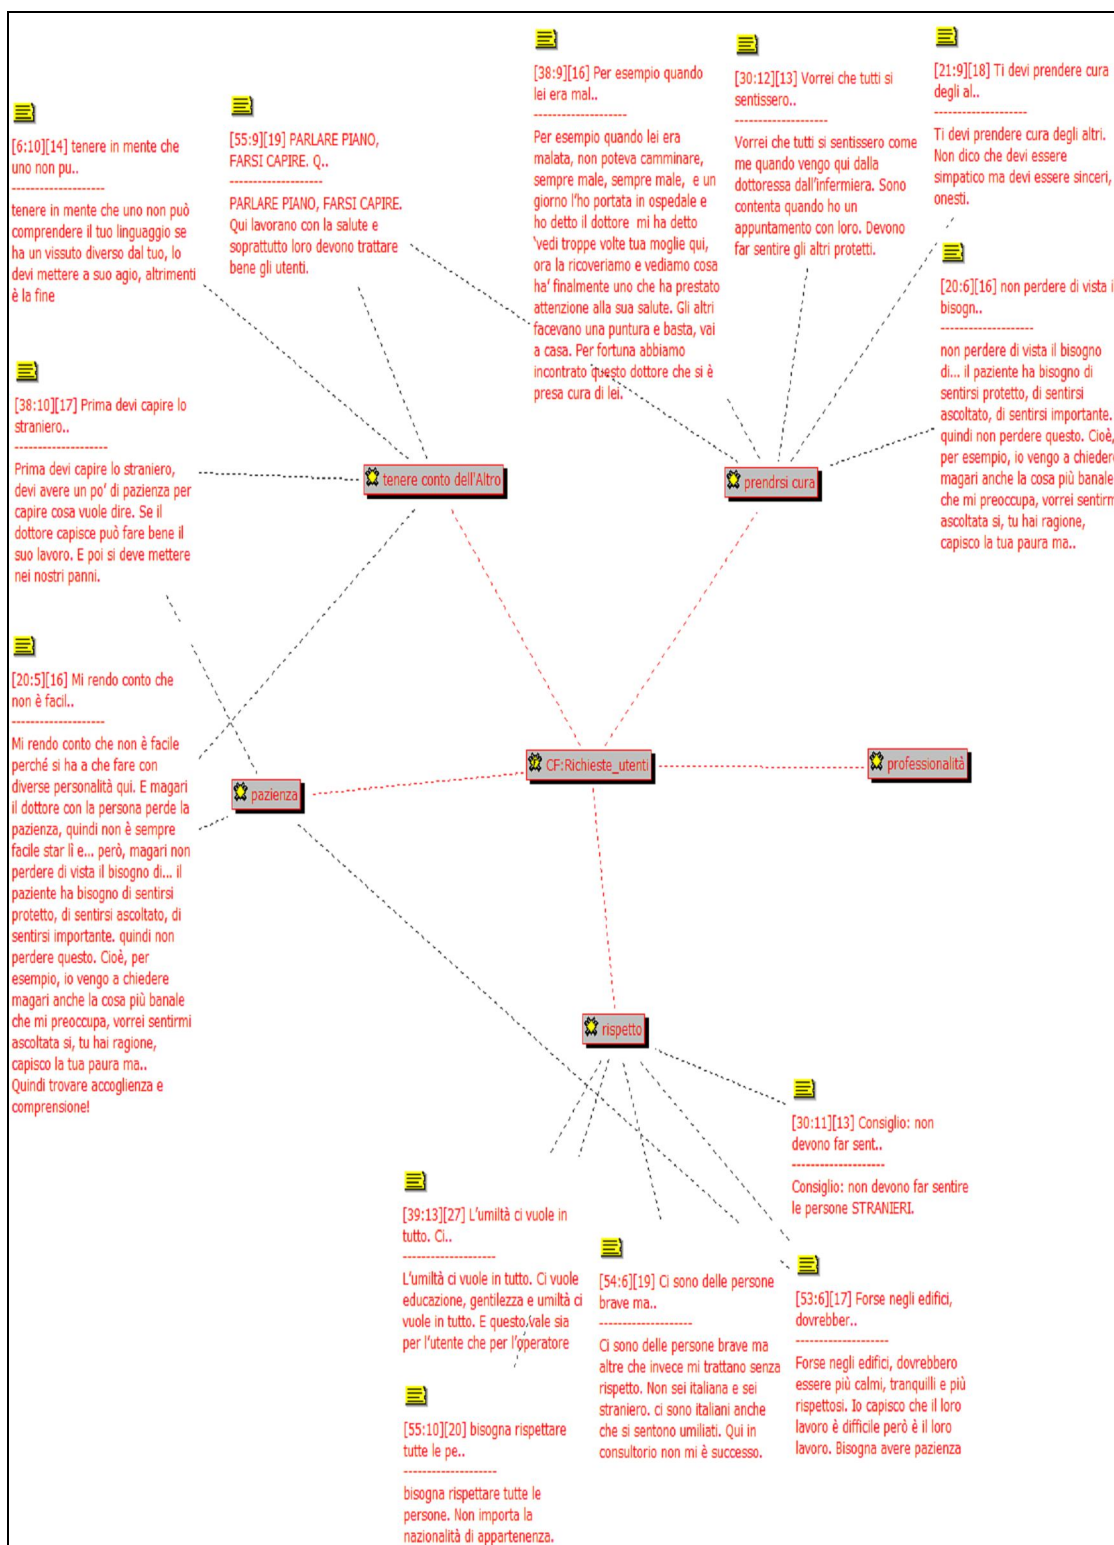 [38:9][16] Per esempio quando
lei era mal..
--------------------
Per esempio quando lei era
malata, non poteva camminare,
sempre male, sempre male, e un
giorno l'ho portata in ospedale e
ho detto il dottore mi ha detto
'vedi troppe volte tua moglie qui,
ora la ricoveriamo e vediamo cosa
ha' finalmente uno che ha prestato
attenzione alla sua salute. Gli altri
facevano una puntura e basta, vai
a casa. Per fortuna abbiamo
incontrato questo dottore che si è
presa cura di lei.
[30:12][13] Vorrei che tutti si
sentissero..
--------------------
Vorrei che tutti si sentissero come
me quando vengo qui dalla
dottoressa dall'infermiera. Sono
contenta quando ho un
appuntamento con loro. Devono
far sentire gli altri protetti.
[21:9][18] Ti devi prendere cura
degli al..
--------------------
Ti devi prendere cura degli altri.
Non dico che devi essere
simpatico ma devi essere sinceri,
onesti.
[6:10][14] tenere in mente che
uno non pu..
--------------------
tenere in mente che uno non può
comprendere il tuo linguaggio se
ha un vissuto diverso dal tuo, lo
devi mettere a suo agio, altrimenti
è la fine
[55:9][19] PARLARE PIANO,
FARSI CAPIRE. Q..
--------------------
PARLARE PIANO, FARSI CAPIRE.
Qui lavorano con la salute e
soprattutto loro devono trattare
bene gli utenti.
[20:6][16] non perdere di vista i
bisogn..
--------------------
non perdere di vista il bisogno
di... il paziente ha bisogno di
sentirsi protetto, di sentirsi
ascoltato, di sentirsi importante.
quindi non perdere questo. Cioè,
per esempio, io vengo a chiedere
magari anche la cosa più banale
che mi preoccupa, vorrei sentirm
ascoltata si, tu hai ragione,
capisco la tua paura ma..
[38:10][17] Prima devi capire lo
straniero..
--------------------
Prima devi capire lo straniero,
devi avere un po' di pazienza per
capire cosa vuole dire. Se il
dottore capisce può fare bene il
suo lavoro. E poi si deve mettere
nei nostri panni.
tenere conto dell'Altro
prendrsi cura
[20:5][16] Mi rendo conto che
non è facil..
--------------------
Mi rendo conto che non è facile
perché si ha a che fare con
diverse personalità qui. E magari
il dottore con la persona perde la
pazienza, quindi non è sempre
facile star lì e... però, magari non
perdere di vista il bisogno di... il
paziente ha bisogno di sentirsi
protetto, di sentirsi ascoltato, di
sentirsi importante. quindi non
perdere questo. Cioè, per
esempio, io vengo a chiedere
magari anche la cosa più banale
che mi preoccupa, vorrei sentirmi
ascoltata si, tu hai ragione,
capisco la tua paura ma..
Quindi trovare accoglienza e
comprensione!
CF:Richieste_utenti
professionalità
pazienza
rispetto
[30:11][13] Consiglio: non
devono far sent..
--------------------
Consiglio: non devono far sentire
le persone STRANIERI.
[39:13][27] L'umiltà ci vuole in
tutto. Ci..
--------------------
L'umiltà ci vuole in tutto. Ci vuole
educazione, gentilezza e umiltà ci
vuole in tutto. E questo vale sia
per l'utente che per l'operatore
[54:6][19] Ci sono delle persone
brave ma..
--------------------
Ci sono delle persone brave ma
altre che invece mi trattano senza
rispetto. Non sei italiana e sei
straniero. ci sono italiani anche
che si sentono umiliati. Qui in
consultorio non mi è successo.
[53:6][17] Forse negli edifici,
dovrebber..
--------------------
Forse negli edifici, dovrebbero
essere più calmi, tranquilli e più
rispettosi. Io capisco che il loro
lavoro è difficile però è il loro
lavoro. Bisogna avere pazienza
[55:10][20] bisogna rispettare
tutte le pe..
--------------------
bisogna rispettare tutte le
persone. Non importa la
nazionalità di appartenenza.